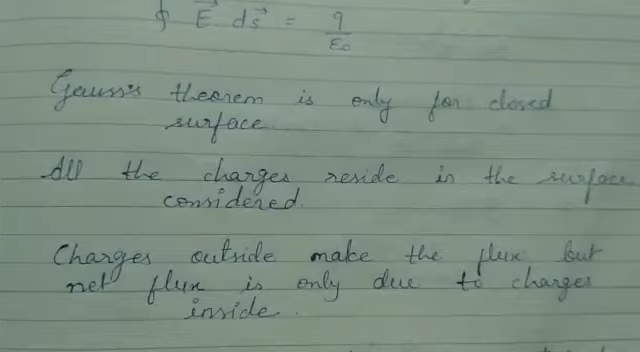 ∮ E⃗ ds⃗ = q/ε₀
Gauss's theorem is only for closed
surface.
All the charges reside in the surface
considered.
Charges outside make the flux but
net flux is only due to charges
inside.